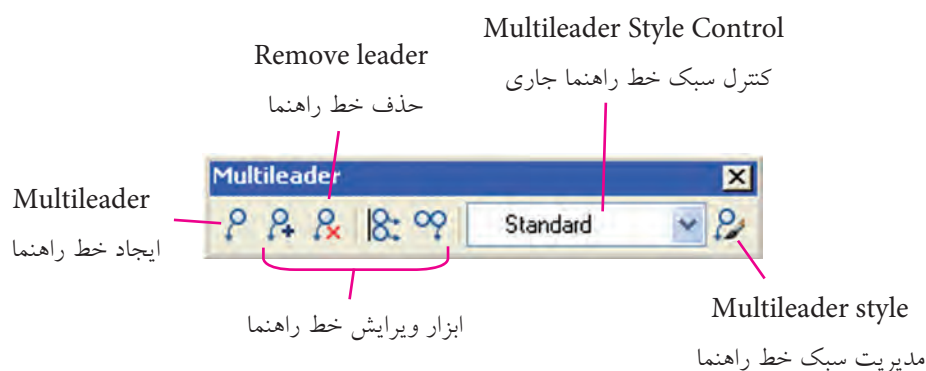 Multileader Style Control
کنترل سبک خط راهنما جاری
Remove leader
حذف خط راهنما
Multileader
Multileader
ایجاد خط راهنما
Standard
ابزار ویرایش خط راهنما
Multileader style
مدیریت سبک خط راهنما